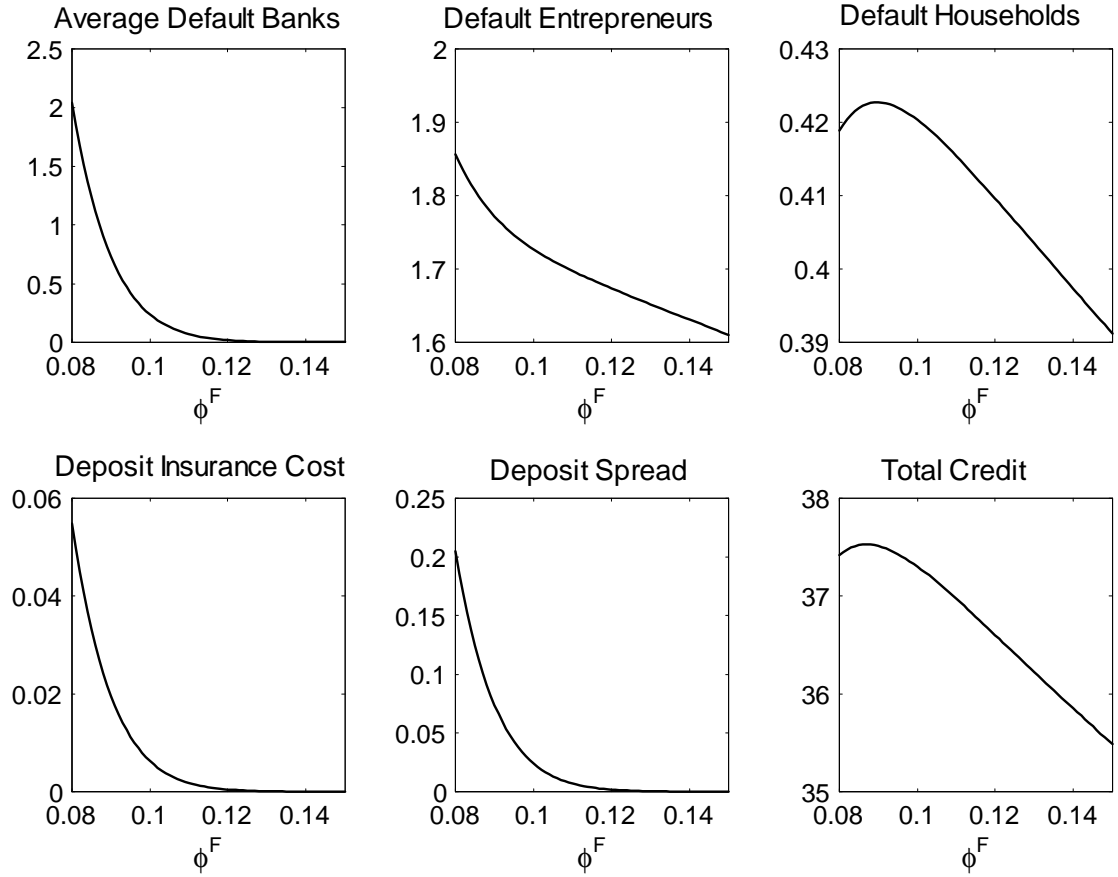 Average Default Banks
2.5
2
1.5
1
0.5
0
0.08 0.1 0.12 0.14
ϕF
Default Entrepreneurs
2
1.9
1.8
1.7
1.6
0.08 0.1 0.12 0.14
ϕF
Default Households
0.43
0.42
0.41
0.4
0.39
0.08 0.1 0.12 0.14
ϕF
Deposit Insurance Cost
0.06
0.04
0.02
0
0.08 0.1 0.12 0.14
ϕF
Deposit Spread
0.25
0.2
0.15
0.1
0.05
0
0.08 0.1 0.12 0.14
ϕF
Total Credit
38
37
36
35
0.08 0.1 0.12 0.14
ϕF